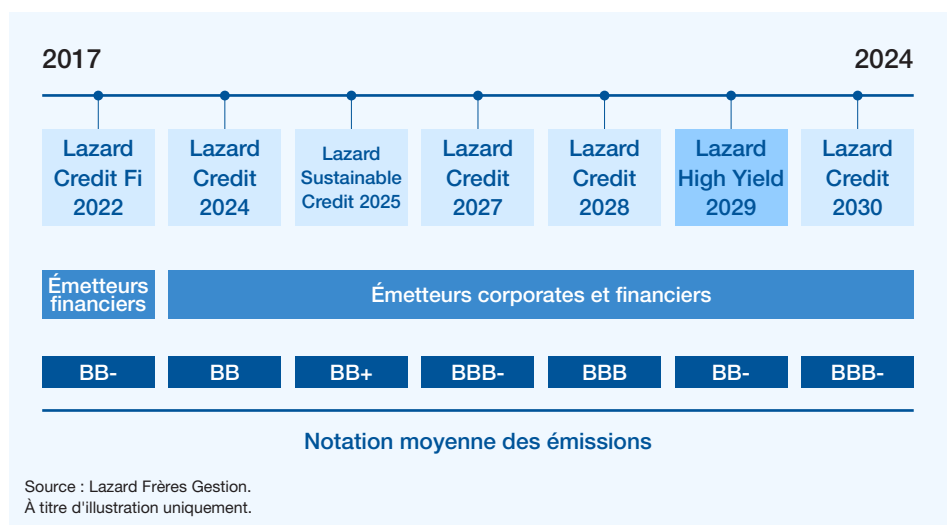 2017
2024
Lazard
Credit Fi
2022
Lazard
Credit
2024
Lazard
Sustainable
Credit 2025
Lazard
Credit
2027
Lazard
Credit
2028
Lazard
High Yield
2029
Lazard
Credit
2030
Émetteurs
financiers
Émetteurs corporates et financiers
BB-
BB
BB+
BBB-
BBB
BB-
BBB-
Notation moyenne des émissions
Source : Lazard Frères Gestion.
À titre d'illustration uniquement.